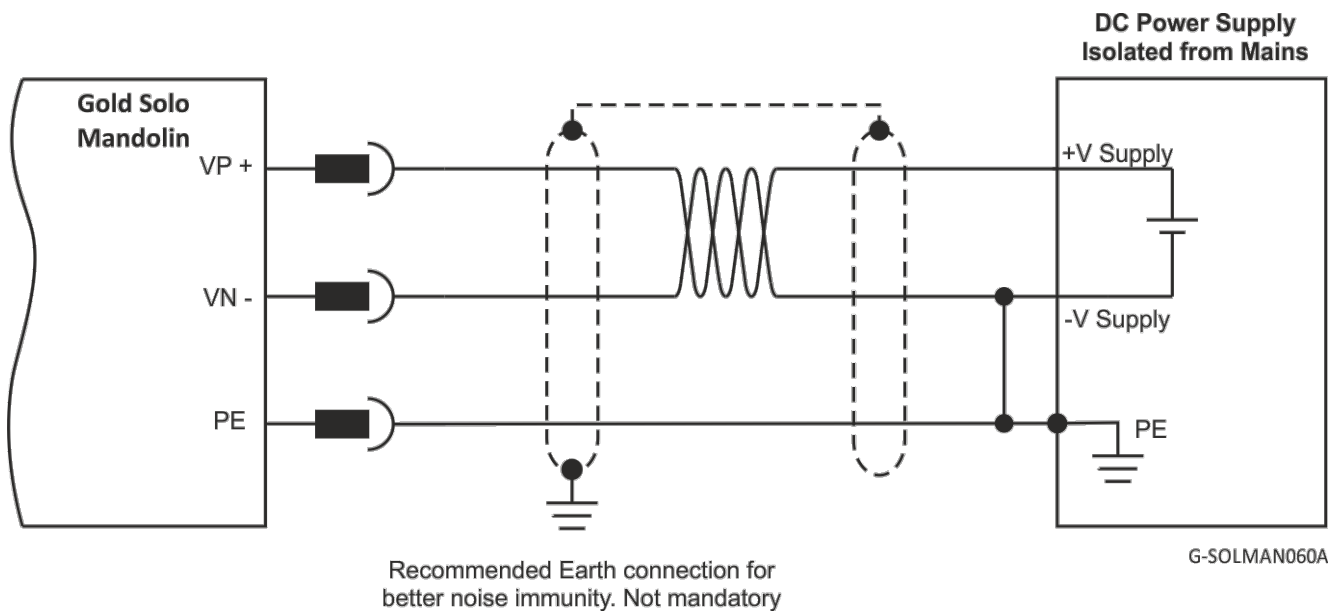 DC Power Supply
Isolated from Mains
Gold Solo
Mandolin
VP +
+V Supply
VN -
-V Supply
PE
PE
G-SOLMAN060A
Recommended Earth connection for
better noise immunity. Not mandatory